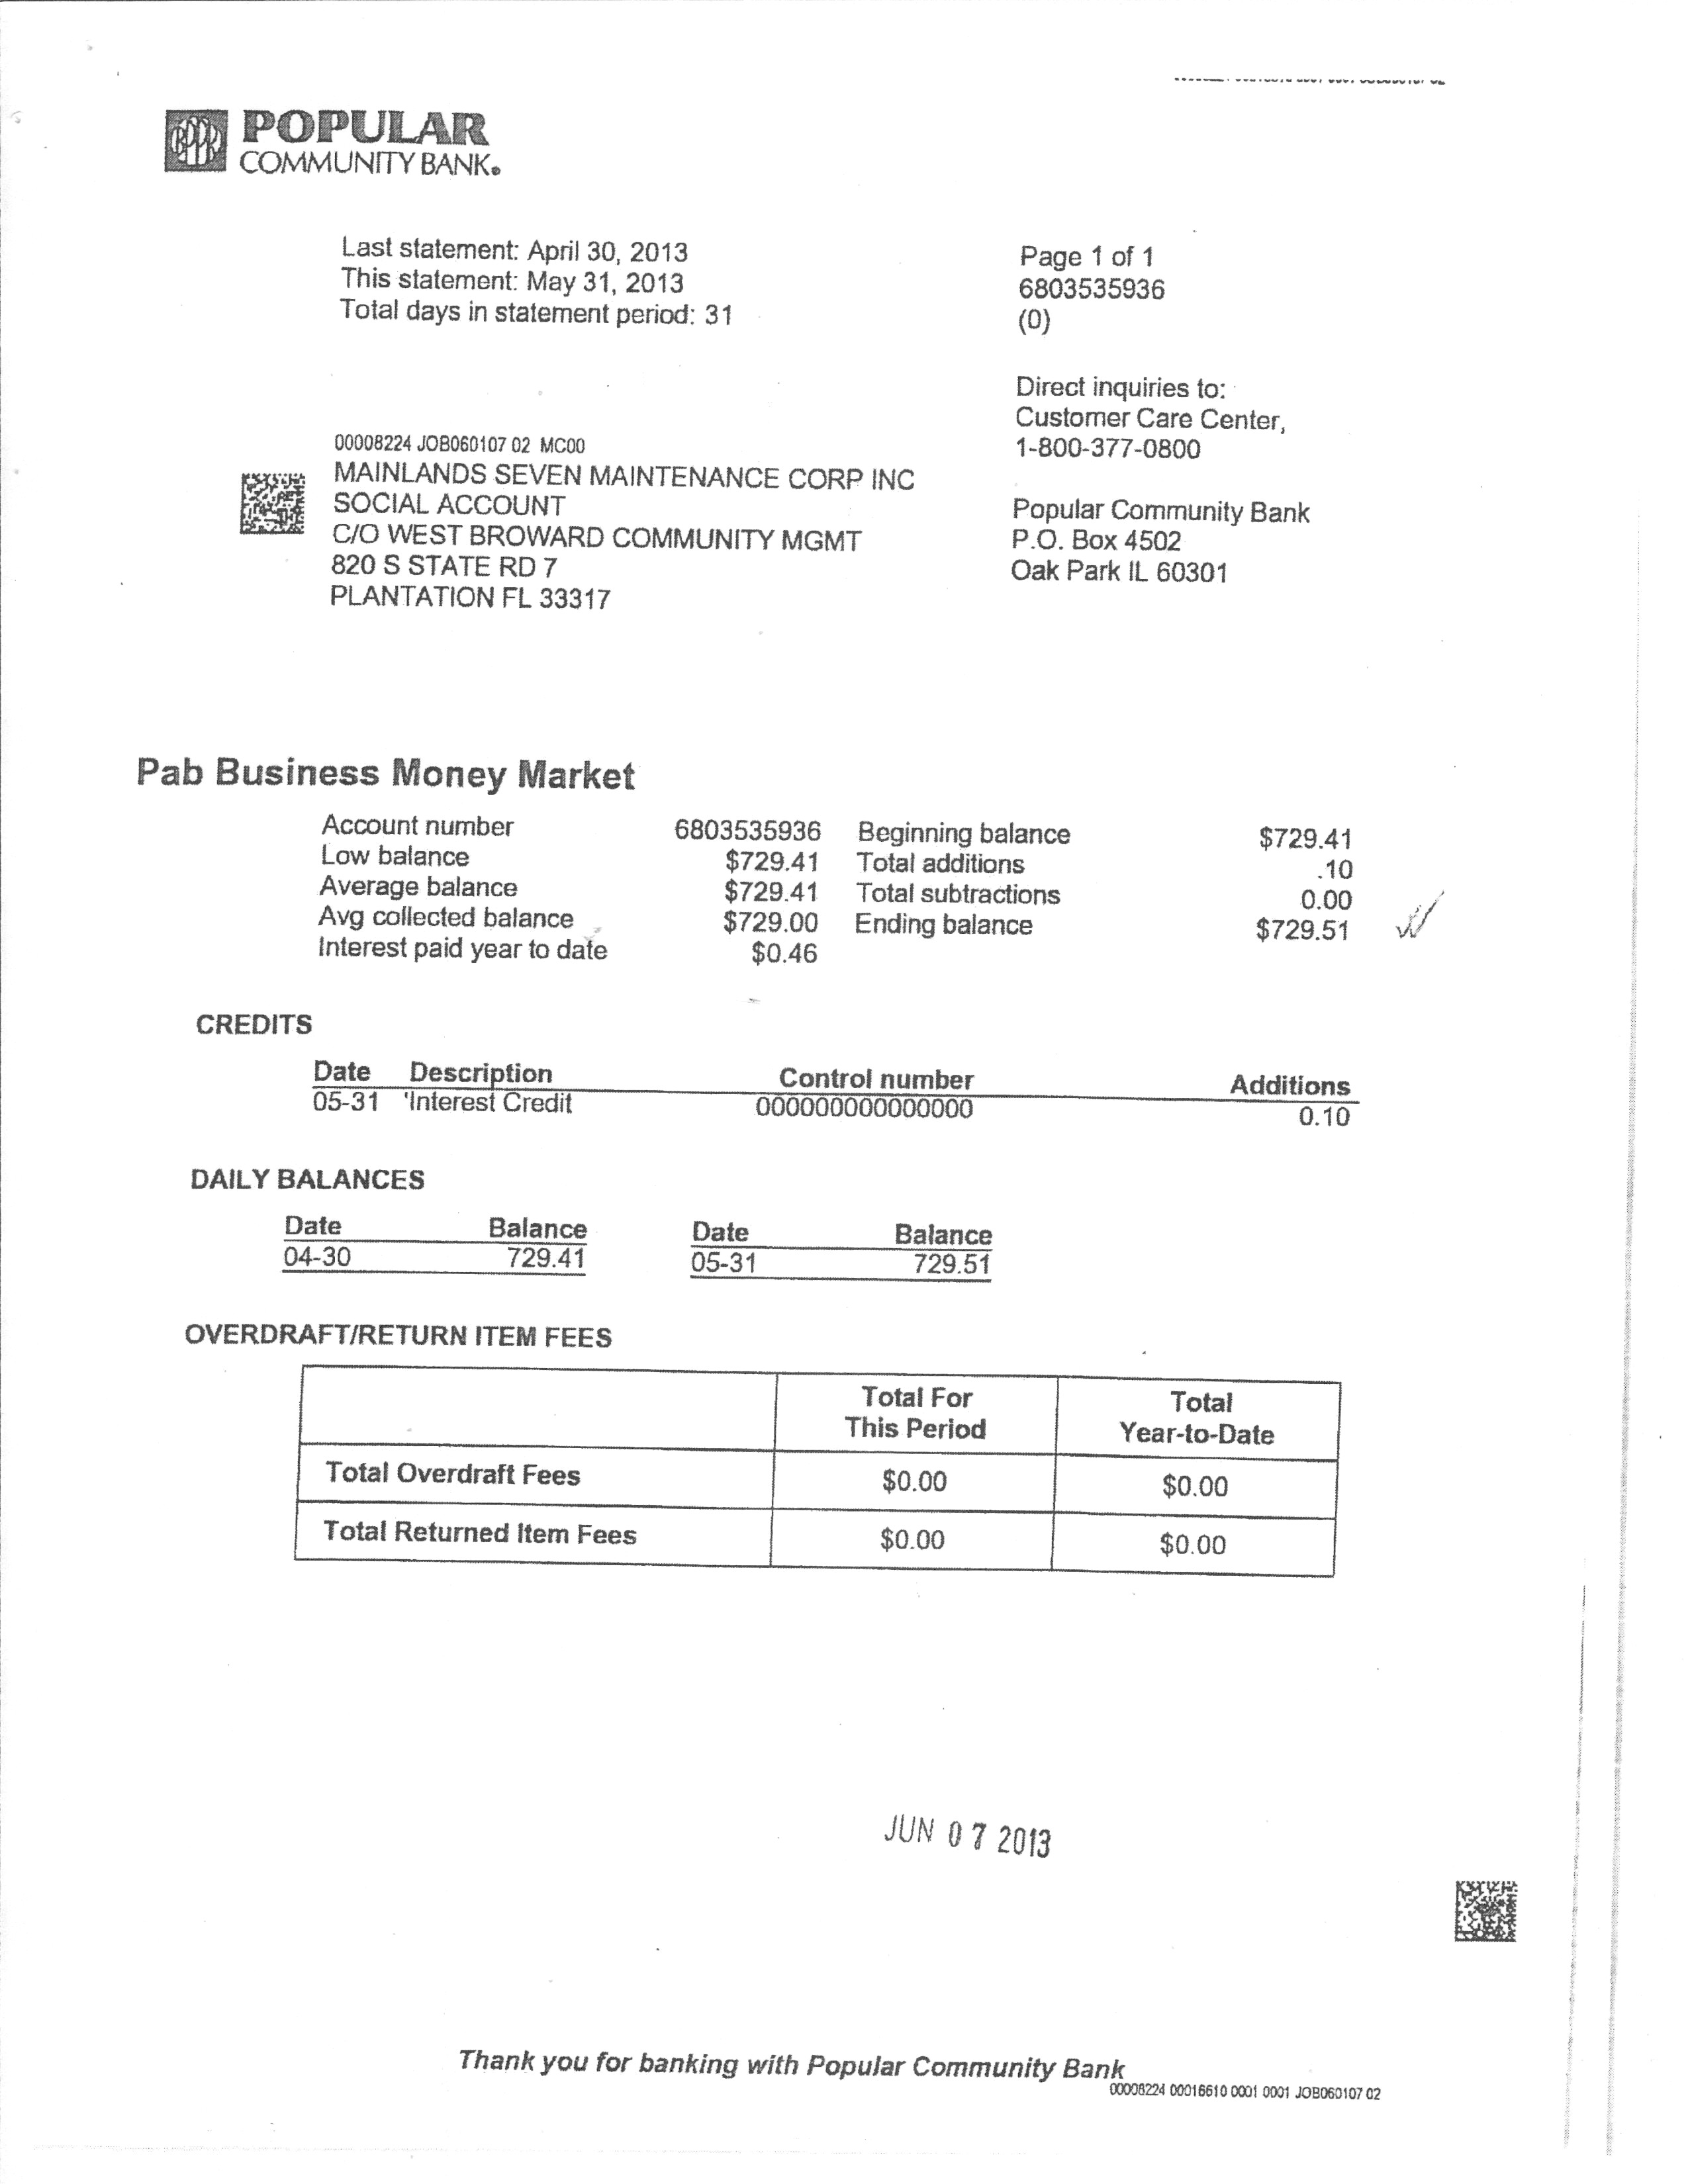 POPULAR
COMMUNITY BANK.
Last statement: April 30, 2013
This statement: May 31, 2013
Total days in statement period: 31
Page 1 of 1
6803535936
(0)
Direct inquiries to:
Customer Care Center,
1-800-377-0800
Popular Community Bank
P.O. Box 4502
Oak Park IL 60301
00008224 JOB060107 02 MC00
MAINLANDS SEVEN MAINTENANCE CORP INC
SOCIAL ACCOUNT
C/O WEST BROWARD COMMUNITY MGMT
820 S STATE RD 7
PLANTATION FL 33317
Pab Business Money Market
Account number 6803535936 Beginning balance $729.41
Low balance $729.41 Total additions .10
Average balance $729.41 Total subtractions 0.00
Avg collected balance $729.00 Ending balance $729.51
Interest paid year to date $0.46
CREDITS
Date Description Control number Additions
05-31 'Interest Credit 000000000000000 0.10
DAILY BALANCES
Date Balance Date Balance
04-30 729.41 05-31 729.51
OVERDRAFT/RETURN ITEM FEES
Total For This Period Total Year-to-Date
Total Overdraft Fees $0.00 $0.00
Total Returned Item Fees $0.00 $0.00
JUN 07 2013
Thank you for banking with Popular Community Bank
00008224 00016610 0001 0001 JOB060107 02